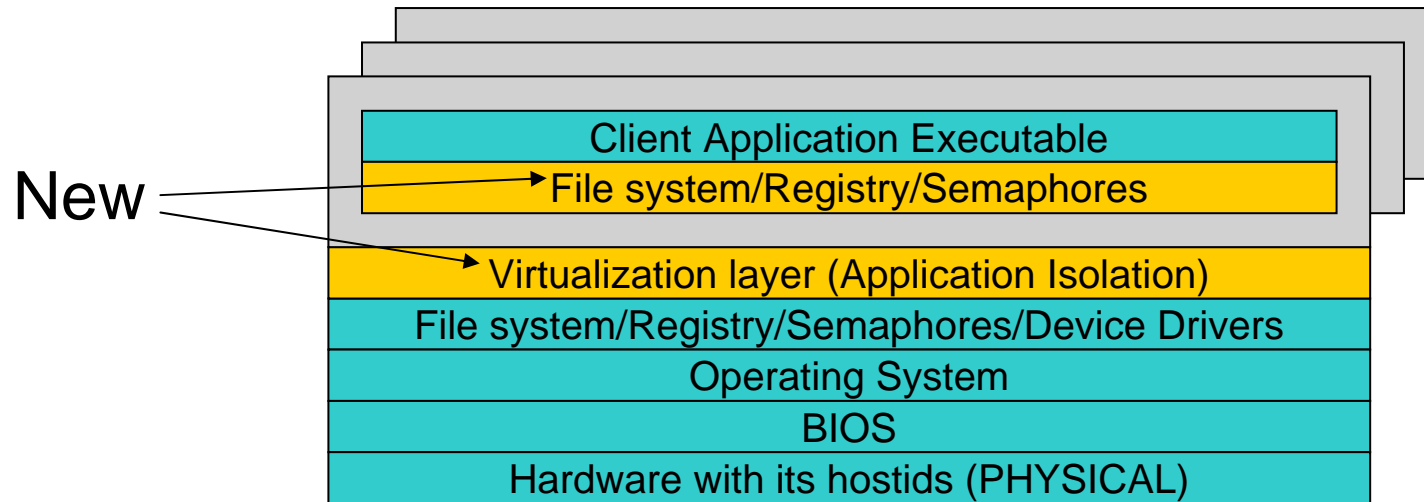 Client Application Executable
New
File system/Registry/Semaphores
Virtualization layer (Application Isolation)
File system/Registry/Semaphores/Device Drivers
Operating System
BIOS
Hardware with its hostids (PHYSICAL)